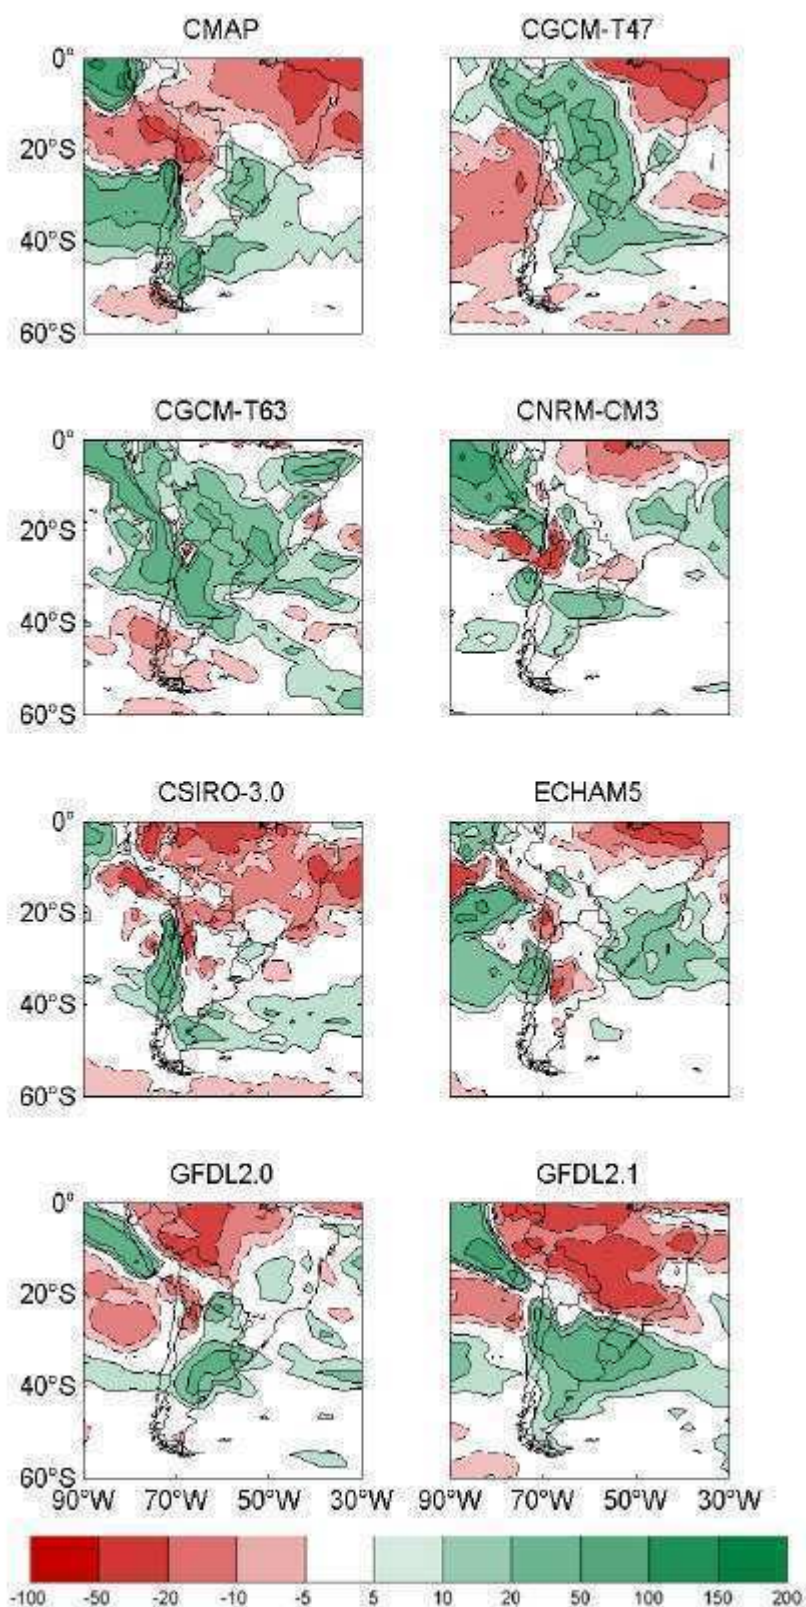 CMAP CGCM-T47
0°
20°S
40°S
60°S
CGCM-T63 CNRM-CM3
0°
20°S
40°S
60°S
CSIRO-3.0 ECHAM5
0°
20°S
40°S
60°S
GFDL2.0 GFDL2.1
0°
20°S
40°S
60°S
90°W 70°W 50°W 30°W 90°W 70°W 50°W 30°W
-100 -50 -20 -10 -5 5 10 20 50 100 150 200